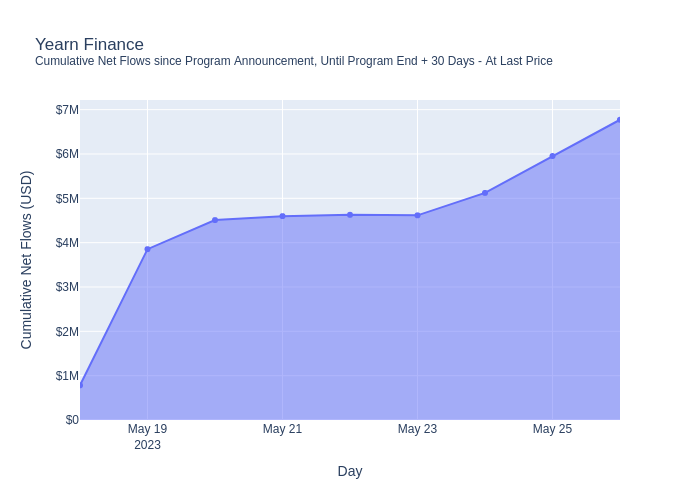 Yearn Finance
Cumulative Net Flows since Program Announcement, Until Program End + 30 Days - At Last Price
$7M
$6M
$5M
$4M
$3M
$2M
$1M
$0
Cumulative Net Flows (USD)
May 19
2023
May 21
May 23
May 25
Day